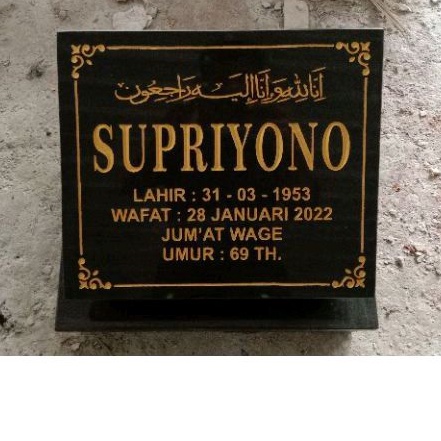 إنا لله وإنا إليه راجعون
SUPRIYONO
LAHIR : 31 - 03 - 1953
WAFAT : 28 JANUARI 2022
JUM'AT WAGE
UMUR : 69 TH.